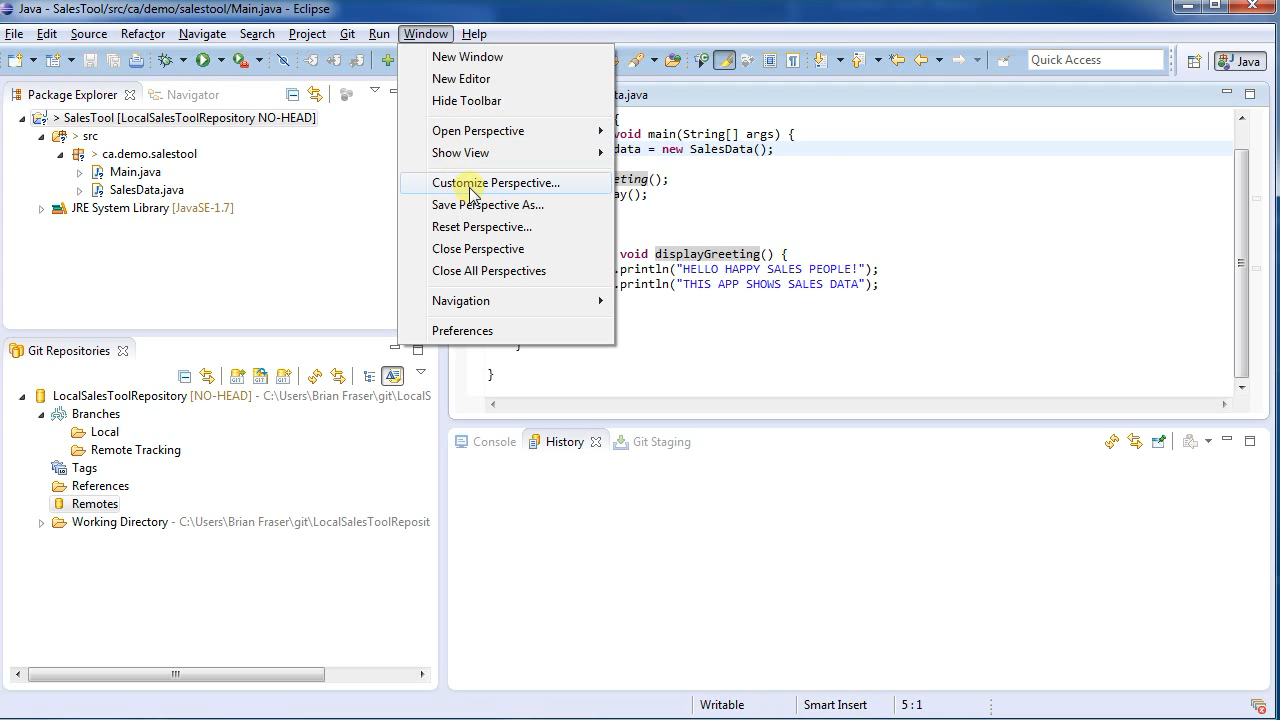 Java - SalesTool/src/ca/demo/salestool/Main.java - Eclipse
File Edit Source Refactor Navigate Search Project Git Run Window Help
Quick Access
Java
New Window
New Editor
Hide Toolbar
Open Perspective
Show View
Customize Perspective...
Save Perspective As...
Reset Perspective...
Close Perspective
Close All Perspectives
Navigation
Preferences
Package Explorer Navigator
> SalesTool [LocalSalesToolRepository NO-HEAD]
> src
> ca.demo.salestool
Main.java
SalesData.java
JRE System Library [JavaSE-1.7]
a.java
{
void main(String[] args) {
data = new SalesData();
eting();
ay();
void displayGreeting() {
.println("HELLO HAPPY SALES PEOPLE!");
.println("THIS APP SHOWS SALES DATA");
}
}
Git Repositories
LocalSalesToolRepository [NO-HEAD] - C:\Users\Brian Fraser\git\LocalS
Branches
Local
Remote Tracking
Tags
References
Remotes
Working Directory - C:\Users\Brian Fraser\git\LocalSalesToolReposit
Console History Git Staging
Writable Smart Insert 5 : 1